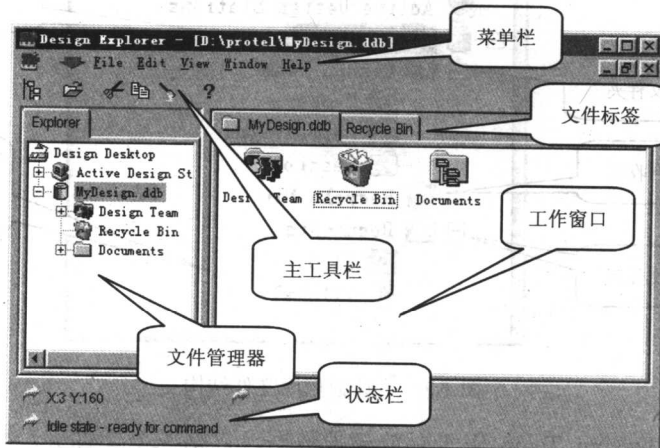 Design Explorer - [D:\protel\MyDesign.ddb]
菜单栏
File Edit View Window Help
文件标签
Explorer
MyDesign.ddb
Recycle Bin
Design Desktop
Active Design St
MyDesign.ddb
Design Team
Recycle Bin
Documents
Design Team
Recycle Bin
Documents
工作窗口
主工具栏
文件管理器
状态栏
X:3 Y:160
Idle state - ready for command